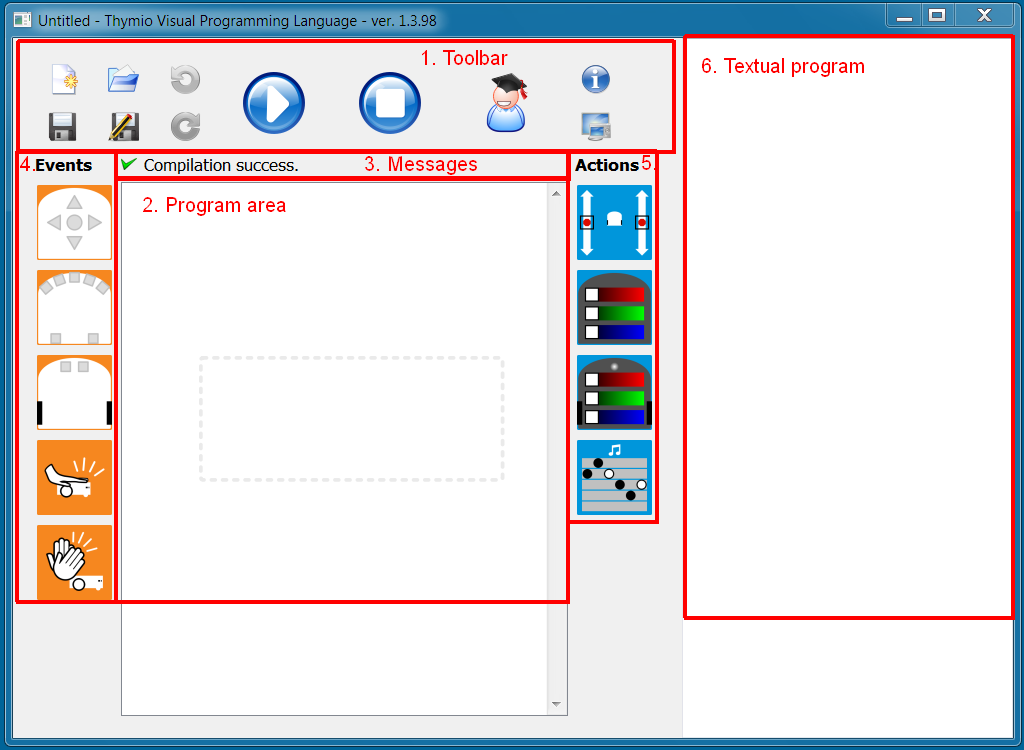 Untitled - Thymio Visual Programming Language - ver. 1.3.98
1. Toolbar
6. Textual program
4. Events
Compilation success.
3. Messages
Actions 5.
2. Program area